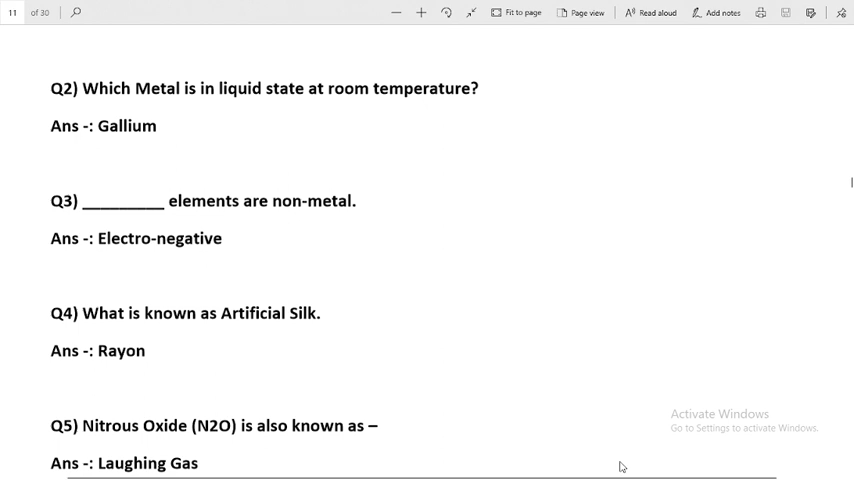 11 of 30 Fit to page Page view Read aloud Add notes
Q2) Which Metal is in liquid state at room temperature?
Ans -: Gallium
Q3) _________ elements are non-metal.
Ans -: Electro-negative
Q4) What is known as Artificial Silk.
Ans -: Rayon
Q5) Nitrous Oxide (N2O) is also known as –
Ans -: Laughing Gas
Activate Windows
Go to Settings to activate Windows.